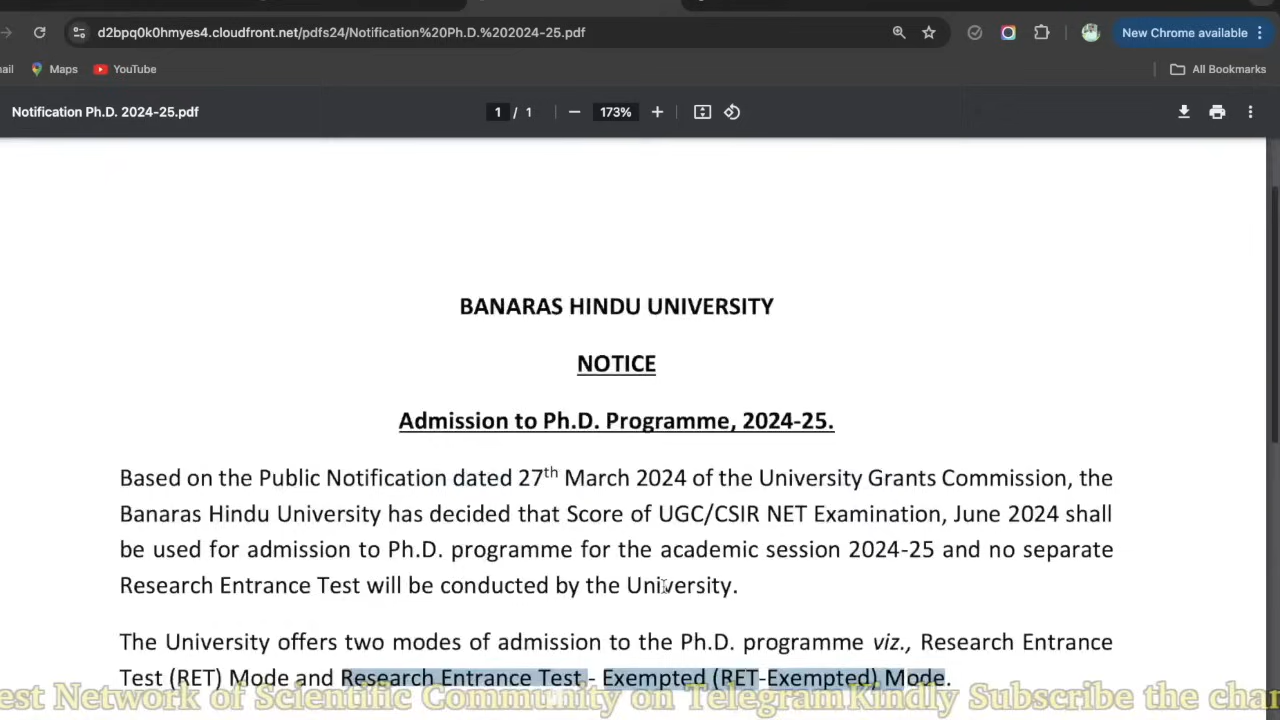 d2bpq0k0hmyes4.cloudfront.net/pdfs24/Notification%20Ph.D.%202024-25.pdf
New Chrome available
Maps
YouTube
All Bookmarks
Notification Ph.D. 2024-25.pdf
1 / 1
173%
BANARAS HINDU UNIVERSITY
NOTICE
Admission to Ph.D. Programme, 2024-25.
Based on the Public Notification dated 27th March 2024 of the University Grants Commission, the
Banaras Hindu University has decided that Score of UGC/CSIR NET Examination, June 2024 shall
be used for admission to Ph.D. programme for the academic session 2024-25 and no separate
Research Entrance Test will be conducted by the University.
The University offers two modes of admission to the Ph.D. programme viz., Research Entrance
Test (RET) Mode and Research Entrance Test - Exempted (RET-Exempted) Mode.
est Network of Scientific Community on Telegram Kindly Subscribe the char